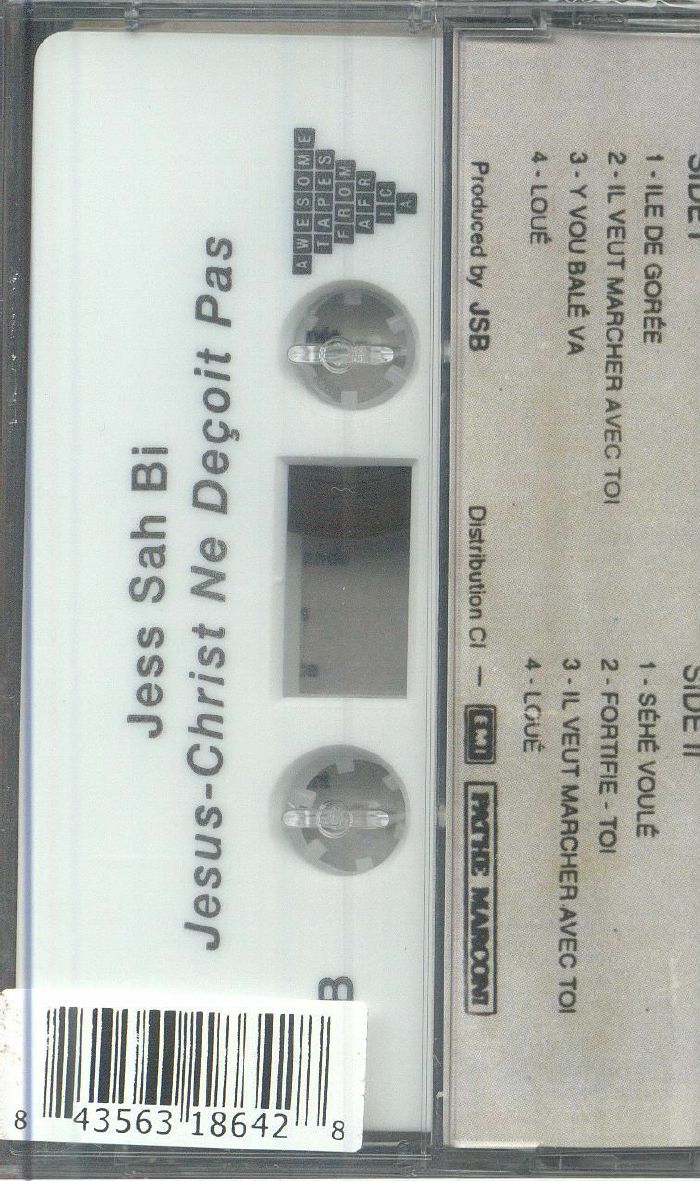 AWESOME
TAPES
FROM
AFR
IC
A
Jess Sah Bi
Jesus-Christ Ne Deçoit Pas
B
8 43563 18642 8
SIDE I
1 - ILE DE GORÉE
2 - IL VEUT MARCHER AVEC TOI
3 - Y VOU BALÉ VA
4 - LOUÉ
SIDE II
1 - SÉHÉ VOULÉ
2 - FORTIFIE - TOI
3 - IL VEUT MARCHER AVEC TOI
4 - LOUÉ
Produced by JSB Distribution CI — EMI PATHE MARCONI